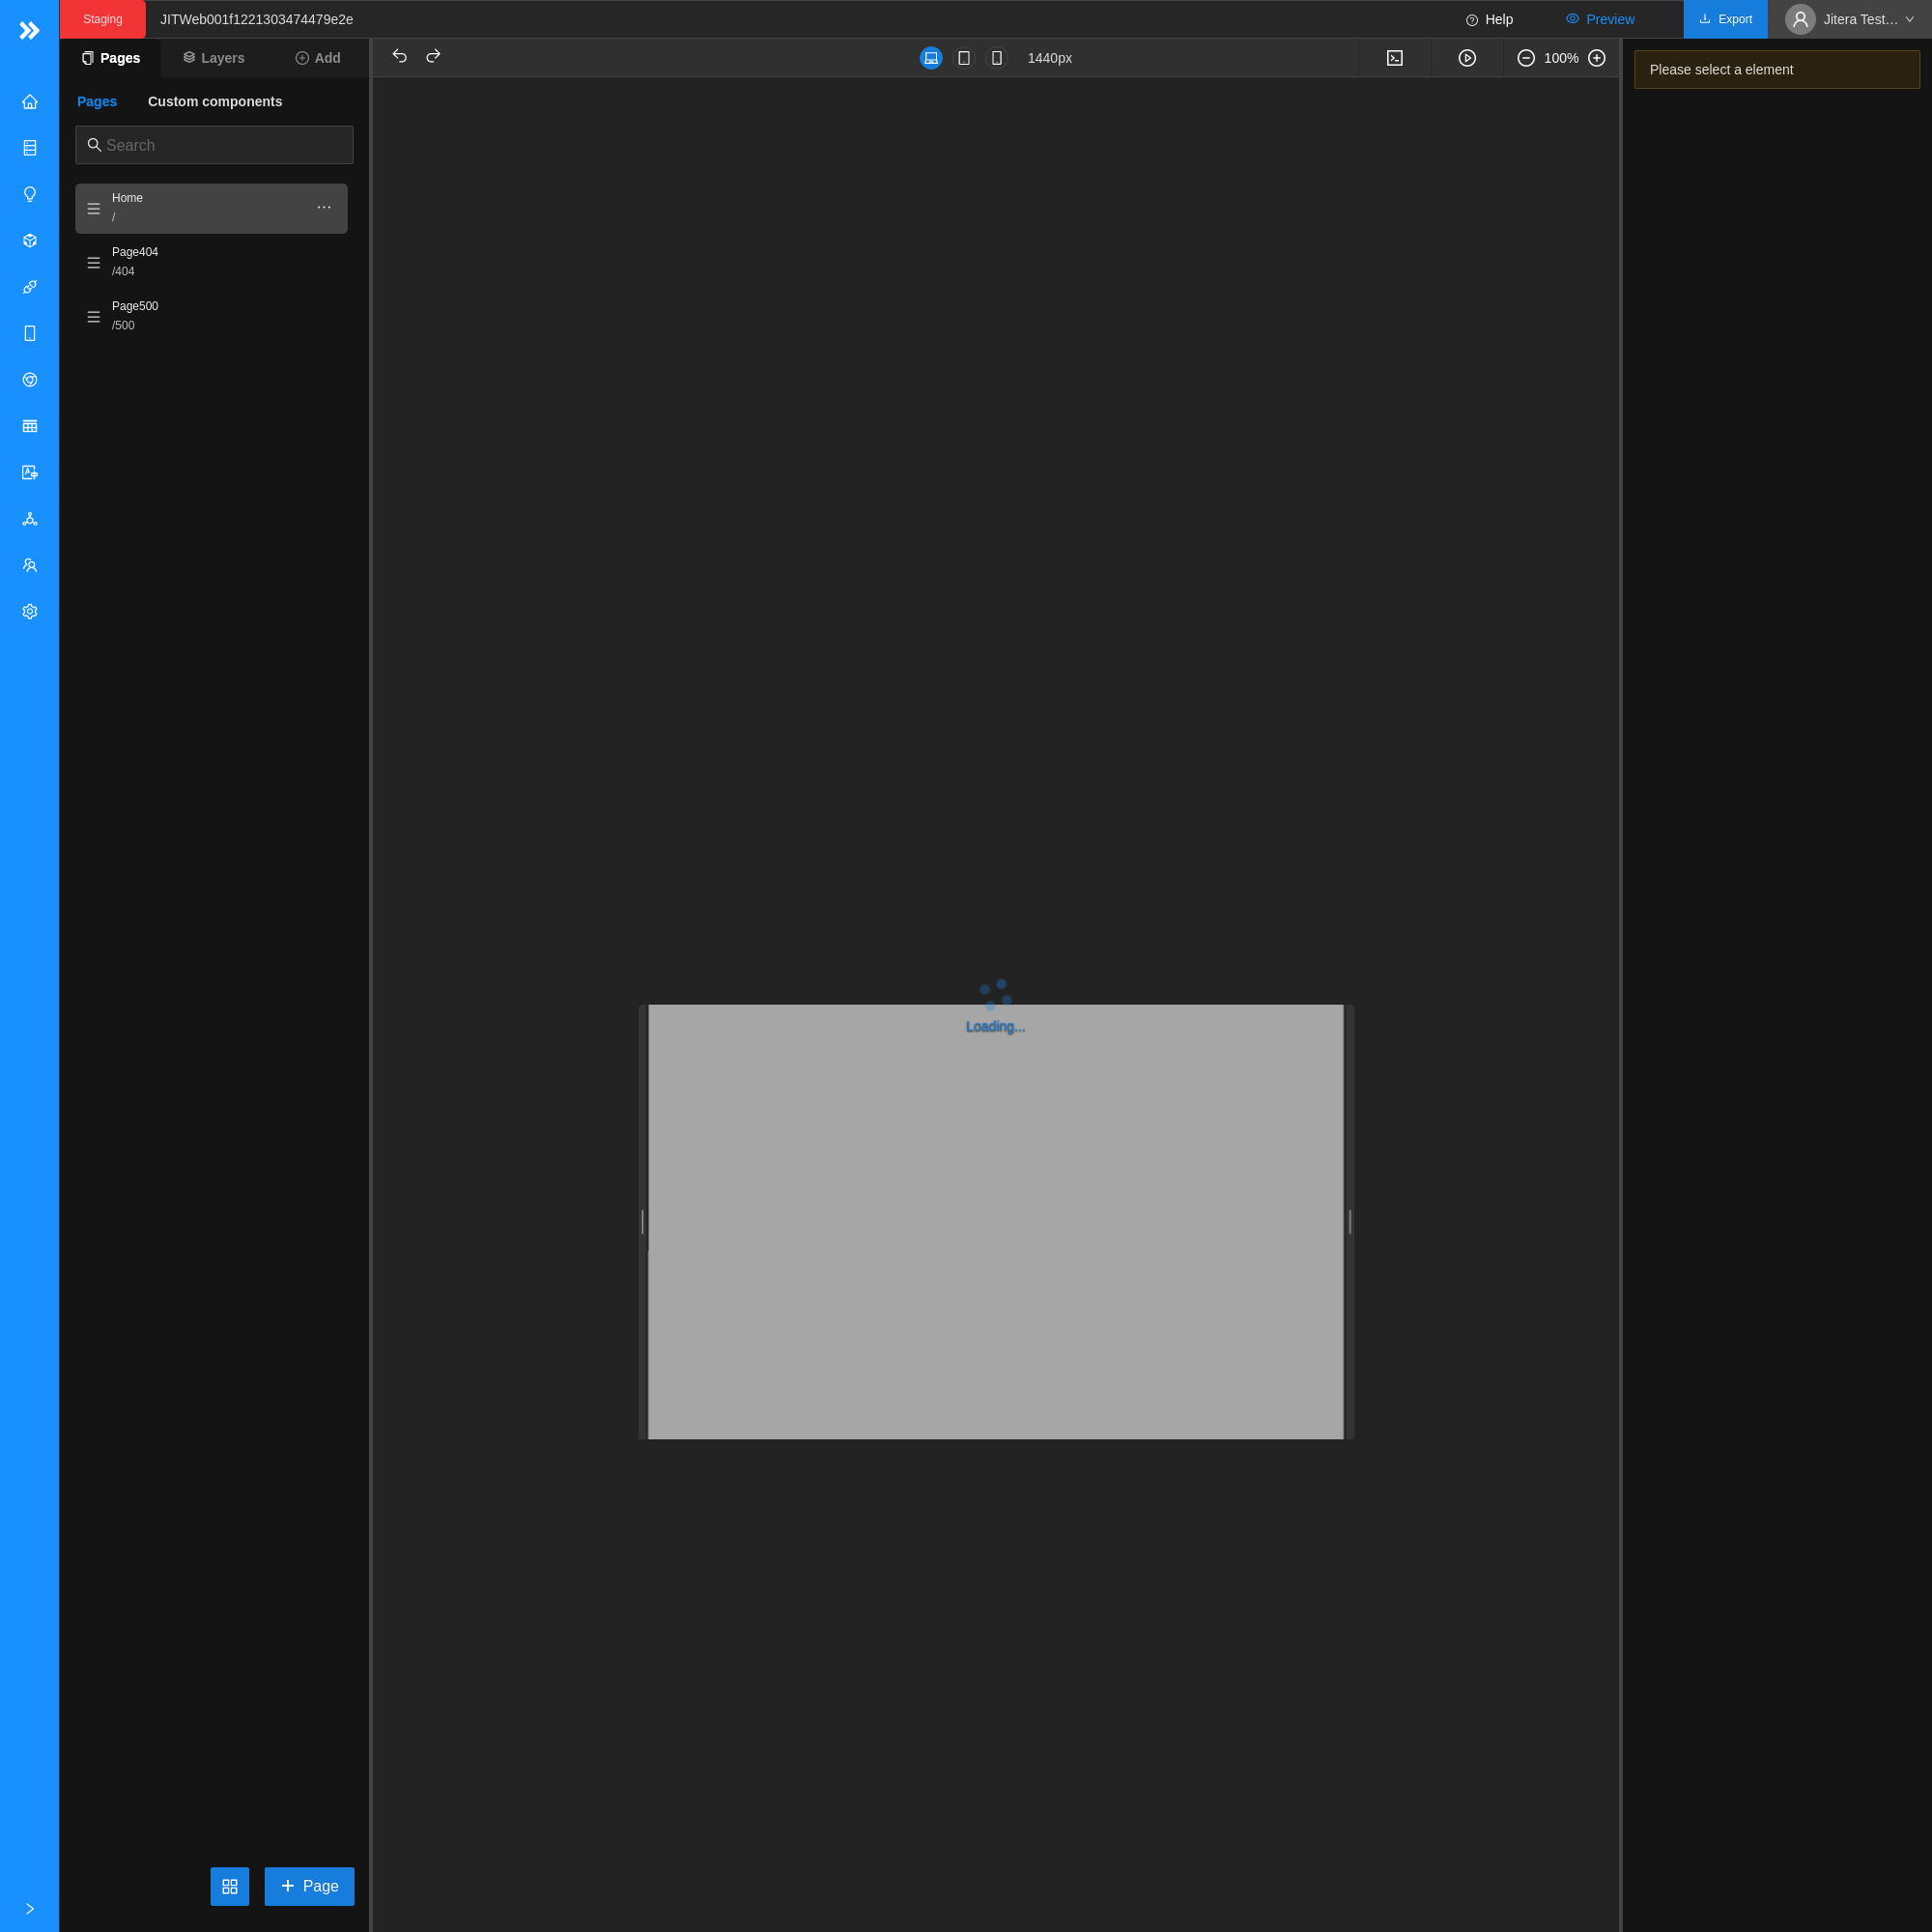 Staging
JITWeb001f1221303474479e2e
Help
Preview
Export
Jitera Test...
Pages
Layers
Add
1440px
100%
Please select a element
Pages
Custom components
Search
Home
/
Page404
/404
Page500
/500
Loading...
Page